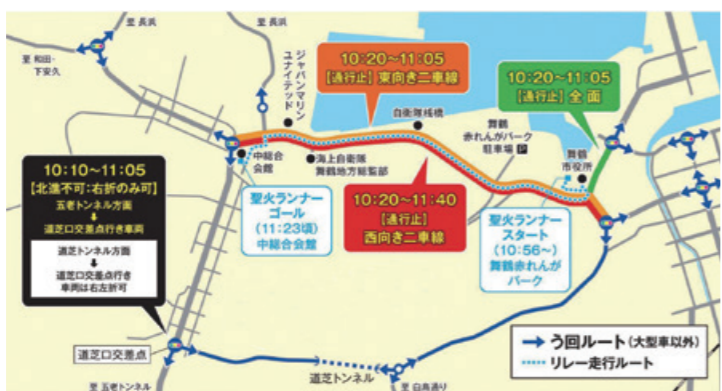 至 長浜
至 長浜
至 和田・
下安久
ジャパンマリン
ユナイテッド
10:20〜11:05
【通行止】東向き二車線
10:20〜11:05
【通行止】全面
自衛隊桟橋
舞鶴
赤れんがパーク
駐車場 P
舞鶴
市役所
中総合
会館
海上自衛隊
舞鶴地方総監部
10:10〜11:05
【北進不可:右折のみ可】
五老トンネル方面
道芝口交差点行き車両
道芝トンネル方面
道芝口交差点行き
車両は右左折可
聖火ランナー
ゴール
(11:23頃)
中総合会館
10:20〜11:40
【通行止】
西向き二車線
聖火ランナー
スタート
(10:56〜)
舞鶴赤れんが
パーク
道芝口交差点
至 五老トンネル
道芝トンネル
至 白鳥通り
う回ルート(大型車以外)
リレー走行ルート